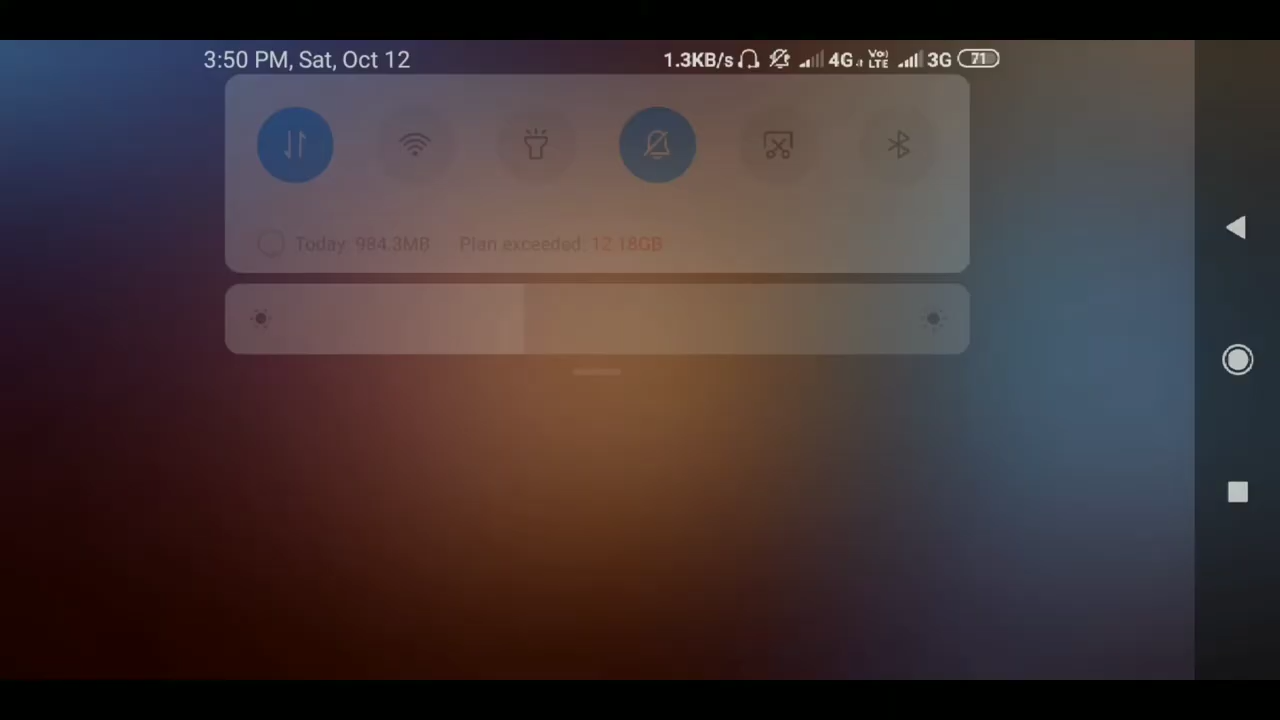 3:50 PM, Sat, Oct 12 1.3KB/s 4G Vo) LTE 3G 71
Today: 984.3MB Plan exceeded: 12.18GB